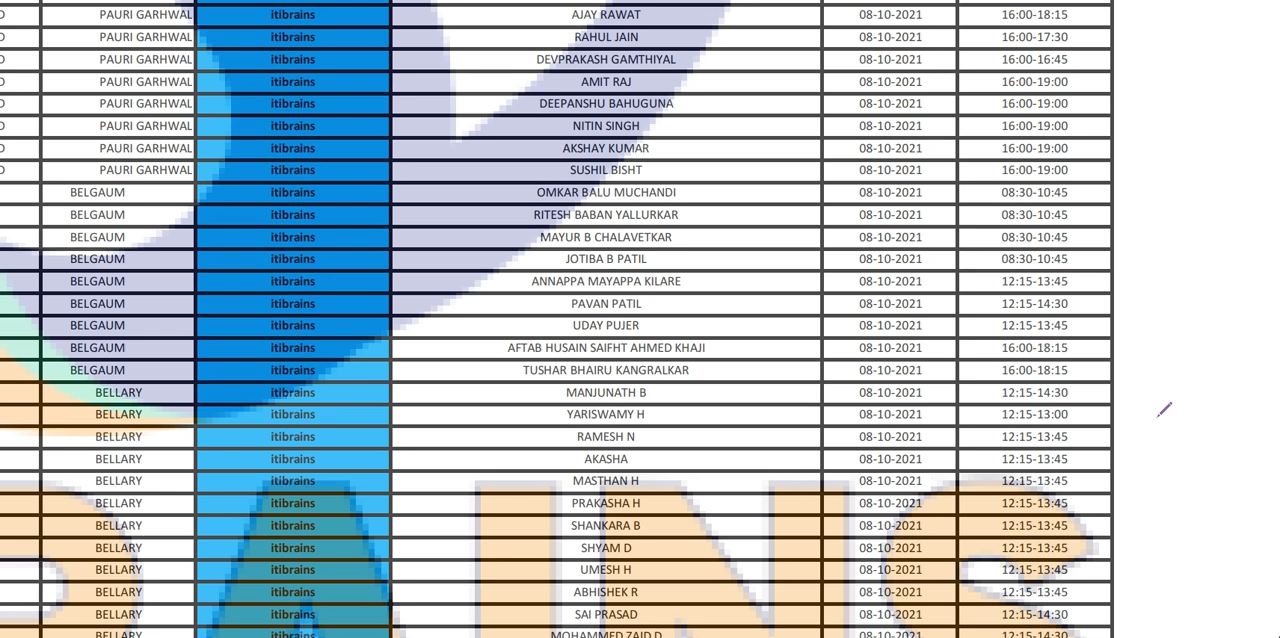 D PAURI GARHWAL itibrains AJAY RAWAT 08-10-2021 16:00-18:15
D PAURI GARHWAL itibrains RAHUL JAIN 08-10-2021 16:00-17:30
D PAURI GARHWAL itibrains DEVPRAKASH GAMTHIYAL 08-10-2021 16:00-16:45
D PAURI GARHWAL itibrains AMIT RAJ 08-10-2021 16:00-19:00
D PAURI GARHWAL itibrains DEEPANSHU BAHUGUNA 08-10-2021 16:00-19:00
D PAURI GARHWAL itibrains NITIN SINGH 08-10-2021 16:00-19:00
D PAURI GARHWAL itibrains AKSHAY KUMAR 08-10-2021 16:00-19:00
D PAURI GARHWAL itibrains SUSHIL BISHT 08-10-2021 16:00-19:00
BELGAUM itibrains OMKAR BALU MUCHANDI 08-10-2021 08:30-10:45
BELGAUM itibrains RITESH BABAN YALLURKAR 08-10-2021 08:30-10:45
BELGAUM itibrains MAYUR B CHALAVETKAR 08-10-2021 08:30-10:45
BELGAUM itibrains JOTIBA B PATIL 08-10-2021 08:30-10:45
BELGAUM itibrains ANNAPPA MAYAPPA KILARE 08-10-2021 12:15-13:45
BELGAUM itibrains PAVAN PATIL 08-10-2021 12:15-14:30
BELGAUM itibrains UDAY PUJER 08-10-2021 12:15-13:45
BELGAUM itibrains AFTAB HUSAIN SAIFHT AHMED KHAJI 08-10-2021 16:00-18:15
BELGAUM itibrains TUSHAR BHAIRU KANGRALKAR 08-10-2021 16:00-18:15
BELLARY itibrains MANJUNATH B 08-10-2021 12:15-14:30
BELLARY itibrains YARISWAMY H 08-10-2021 12:15-13:00
BELLARY itibrains RAMESH N 08-10-2021 12:15-13:45
BELLARY itibrains AKASHA 08-10-2021 12:15-13:45
BELLARY itibrains MASTHAN H 08-10-2021 12:15-13:45
BELLARY itibrains PRAKASHA H 08-10-2021 12:15-13:45
BELLARY itibrains SHANKARA B 08-10-2021 12:15-13:45
BELLARY itibrains SHYAM D 08-10-2021 12:15-13:45
BELLARY itibrains UMESH H 08-10-2021 12:15-13:45
BELLARY itibrains ABHISHEK R 08-10-2021 12:15-13:45
BELLARY itibrains SAI PRASAD 08-10-2021 12:15-14:30
BELLARY itibrains MOHAMMED ZAID D 08-10-2021 12:15-14:30